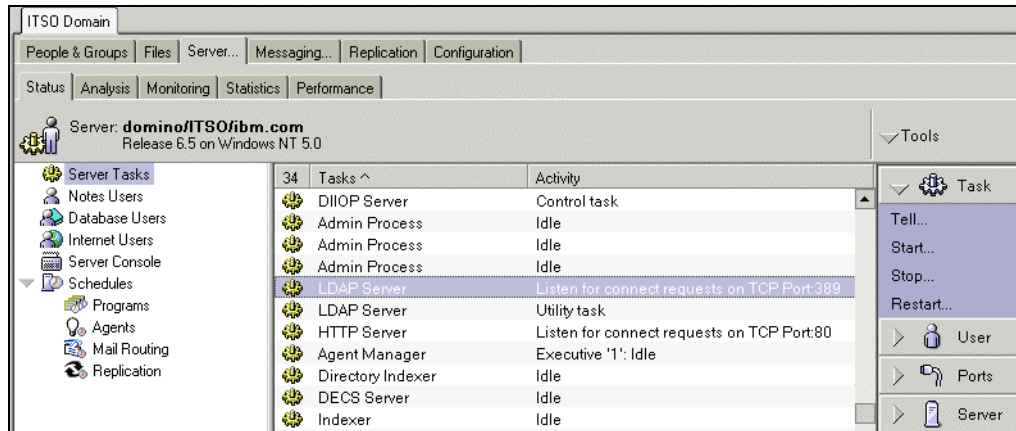 ITSO Domain
People & Groups Files Server... Messaging... Replication Configuration
Status Analysis Monitoring Statistics Performance
Server: domino/ITSO/ibm.com
Release 6.5 on Windows NT 5.0
Tools
Server Tasks
Notes Users
Database Users
Internet Users
Server Console
Schedules
Programs
Agents
Mail Routing
Replication
34 Tasks ^ Activity
DIIOP Server Control task
Admin Process Idle
Admin Process Idle
Admin Process Idle
LDAP Server Listen for connect requests on TCP Port:389
LDAP Server Utility task
HTTP Server Listen for connect requests on TCP Port:80
Agent Manager Executive '1': Idle
Directory Indexer Idle
DECS Server Idle
Indexer Idle
Task
Tell...
Start...
Stop...
Restart...
User
Ports
Server